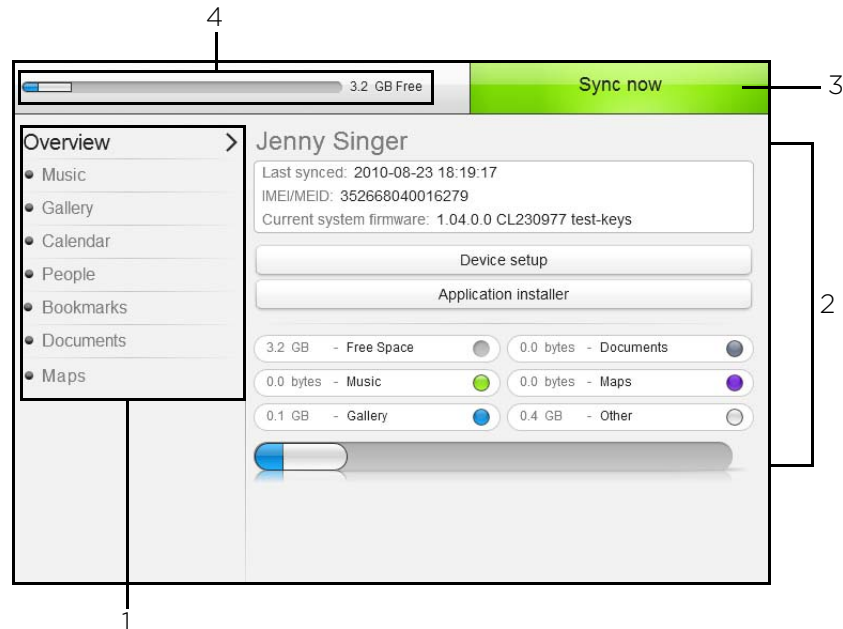 4
3.2 GB Free
Sync now
3
Overview
Music
Gallery
Calendar
People
Bookmarks
Documents
Maps
Jenny Singer
Last synced: 2010-08-23 18:19:17
IMEI/MEID: 352668040016279
Current system firmware: 1.04.0.0 CL230977 test-keys
Device setup
Application installer
3.2 GB - Free Space
0.0 bytes - Documents
0.0 bytes - Music
0.0 bytes - Maps
0.1 GB - Gallery
0.4 GB - Other
2
1